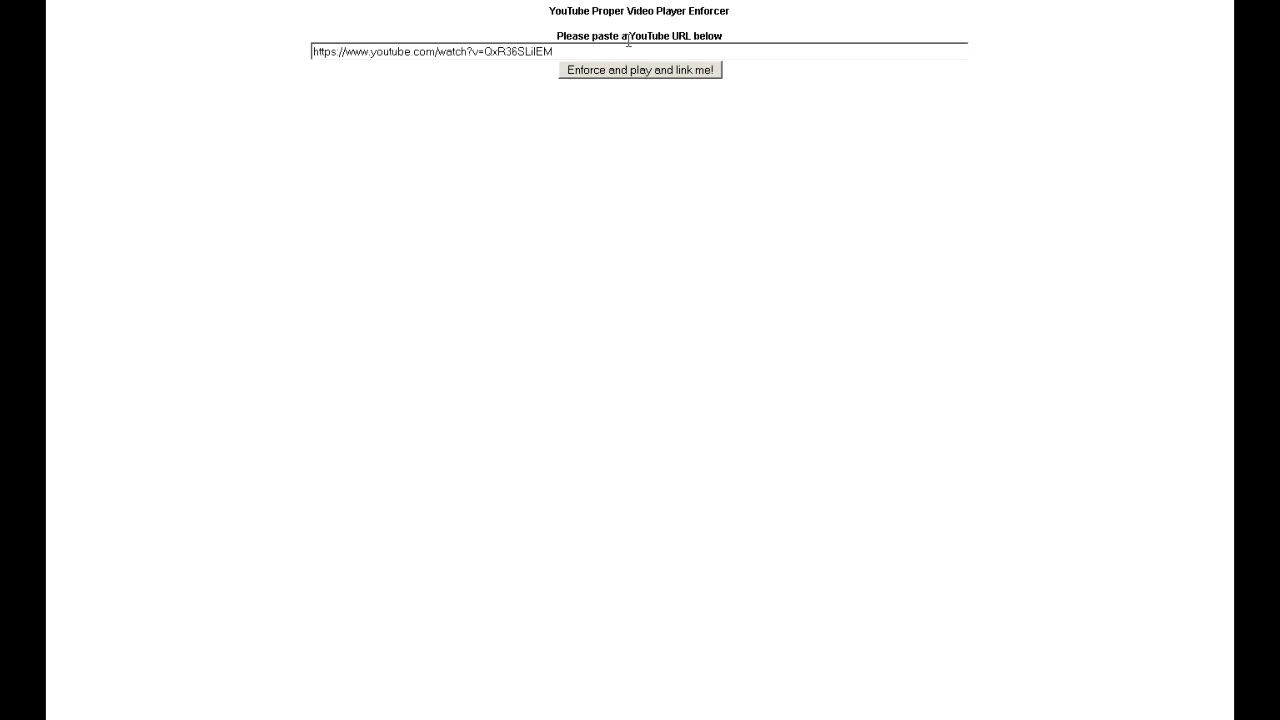 YouTube Proper Video Player Enforcer
Please paste a YouTube URL below
https://www.youtube.com/watch?v=QxR36SLiIEM
Enforce and play and link me!